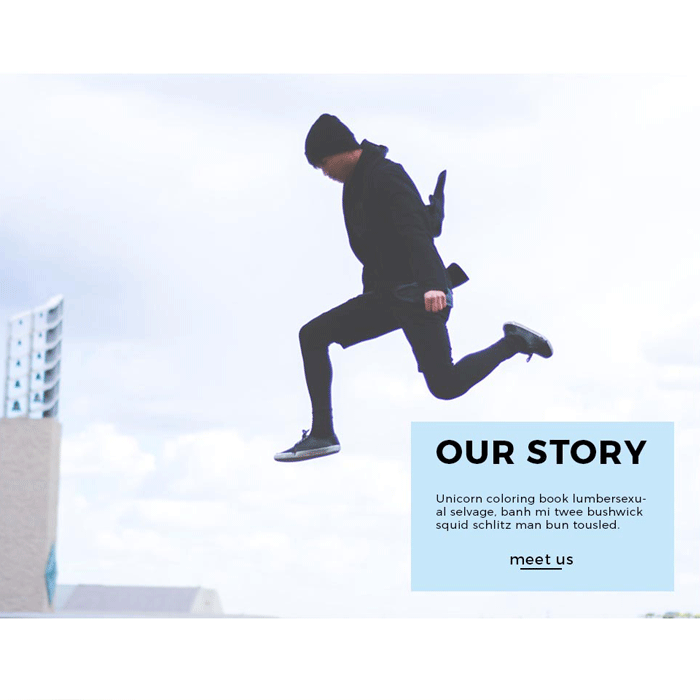 OUR STORY
Unicorn coloring book lumbersexu-
al selvage, banh mi twee bushwick
squid schlitz man bun tousled.
meet us